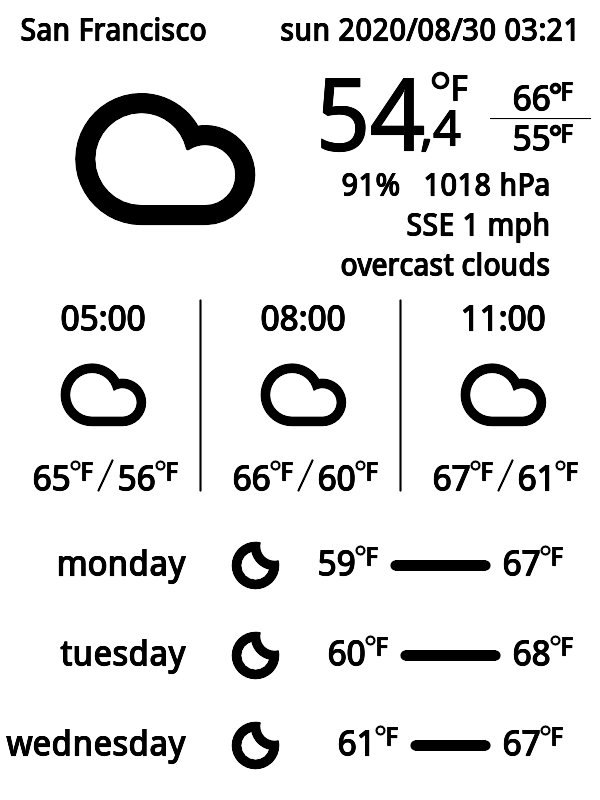 San Francisco sun 2020/08/30 03:21
54,4°F 66°F
55°F
91% 1018 hPa
SSE 1 mph
overcast clouds
05:00 08:00 11:00
65°F/56°F 66°F/60°F 67°F/61°F
monday 59°F 67°F
tuesday 60°F 68°F
wednesday 61°F 67°F